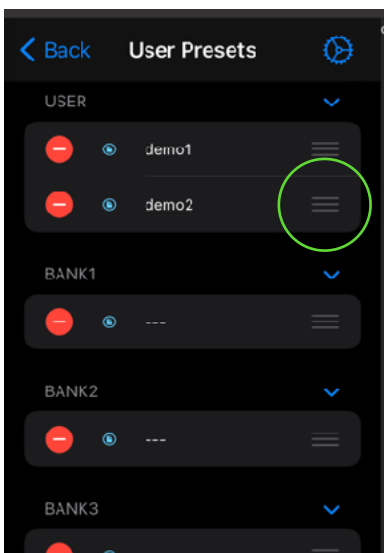 Back User Presets
USER
demo1
demo2
BANK1
---
BANK2
---
BANK3